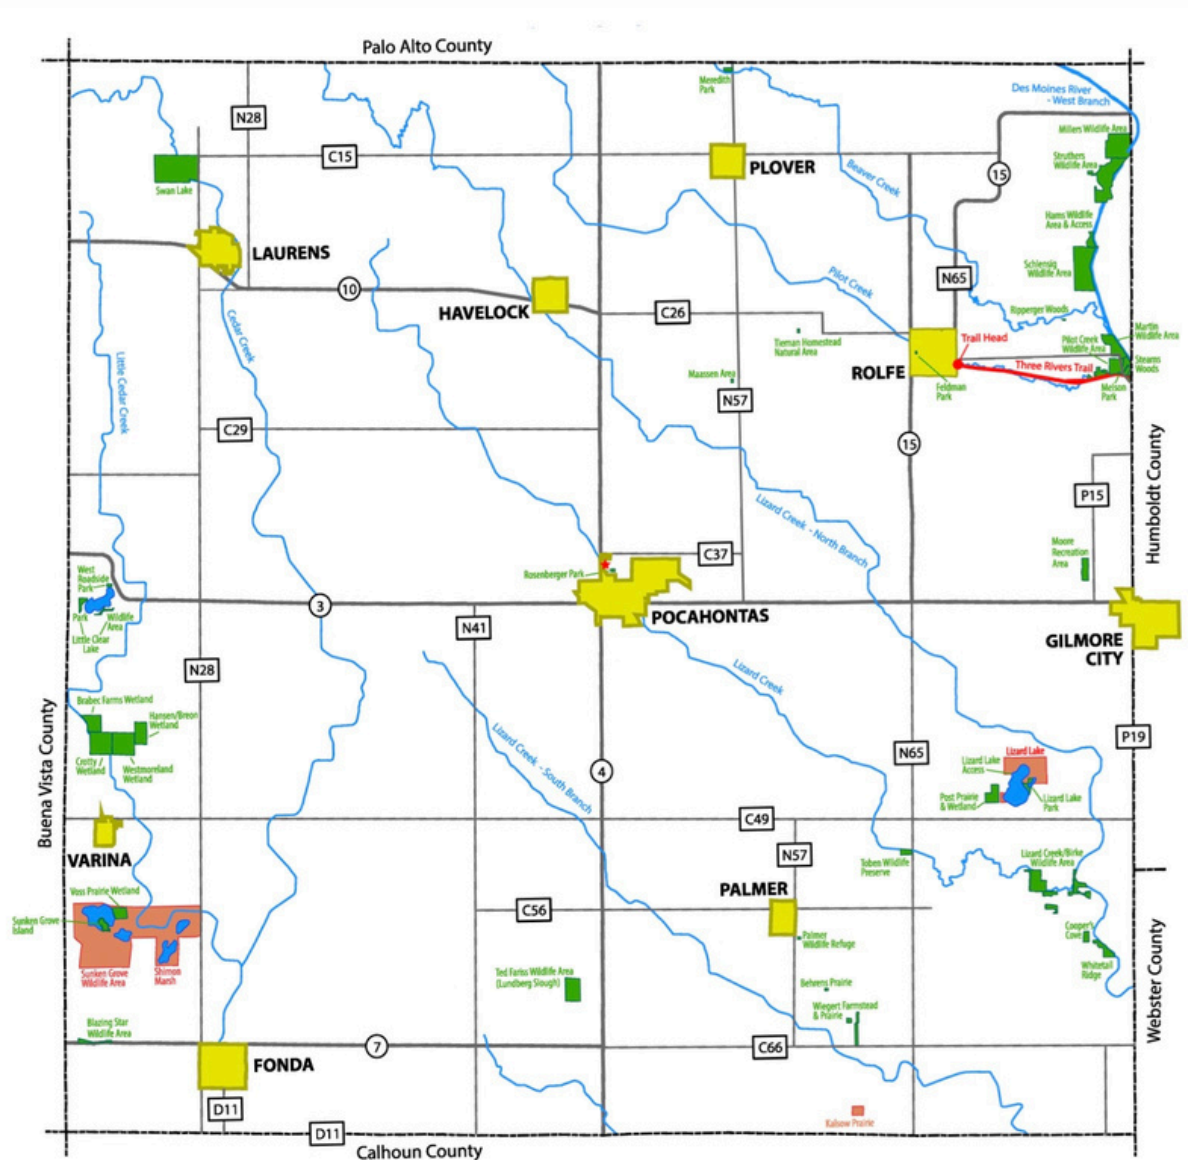 Palo Alto County
Meredith
Park
Des Moines River
- West Branch
N28
Millers Wildlife Area
C15
PLOVER
Struthers
Wildlife Area
15
Beaver Creek
Swan Lake
Hams Wildlife
Area & Access
LAURENS
Schlensig
Wildlife Area
N65
Pilot Creek
10
HAVELOCK
C26
Ripperger Woods
Cedar Creek
Tieman Homestead
Natural Area
Trail Head
Pilot Creek
Wildlife Area
Martin
Wildlife Area
Little Cedar Creek
Maassen Area
ROLFE
Three Rivers Trail
Stearns
Woods
Feldman
Park
Melson
Park
N57
C29
15
Humboldt County
P15
Lizard Creek - North Branch
Moore
Recreation
Area
C37
West
Roadside
Park
Rosenberger Park
3
POCAHONTAS
Park
Wildlife
Area
Little Clear
Lake
N41
GILMORE
CITY
N28
Lizard Creek
Brabec Farms Wetland
Hansen/Breon
Wetland
Buena Vista County
Lizard Creek - South Branch
P19
N65
Lizard Lake
Crotty /
Wetland
Westmoreland
Wetland
4
Lizard Lake
Access
Post Prairie
& Wetland
Lizard Lake
Park
C49
VARINA
N57
Toben Wildlife
Preserve
Lizard Creek/Birke
Wildlife Area
Voss Prairie Wetland
PALMER
Sunken Grove
Island
C56
Cooper's
Cove
Palmer
Wildlife Refuge
Sunken Grove
Wildlife Area
Shimon
Marsh
Ted Fariss Wildlife Area
(Lundberg Slough)
Whitetail
Ridge
Behrens Prairie
Webster County
Wiegert Farmstead
& Prairie
Blazing Star
Wildlife Area
7
C66
FONDA
D11
Kalsow Prairie
D11
Calhoun County